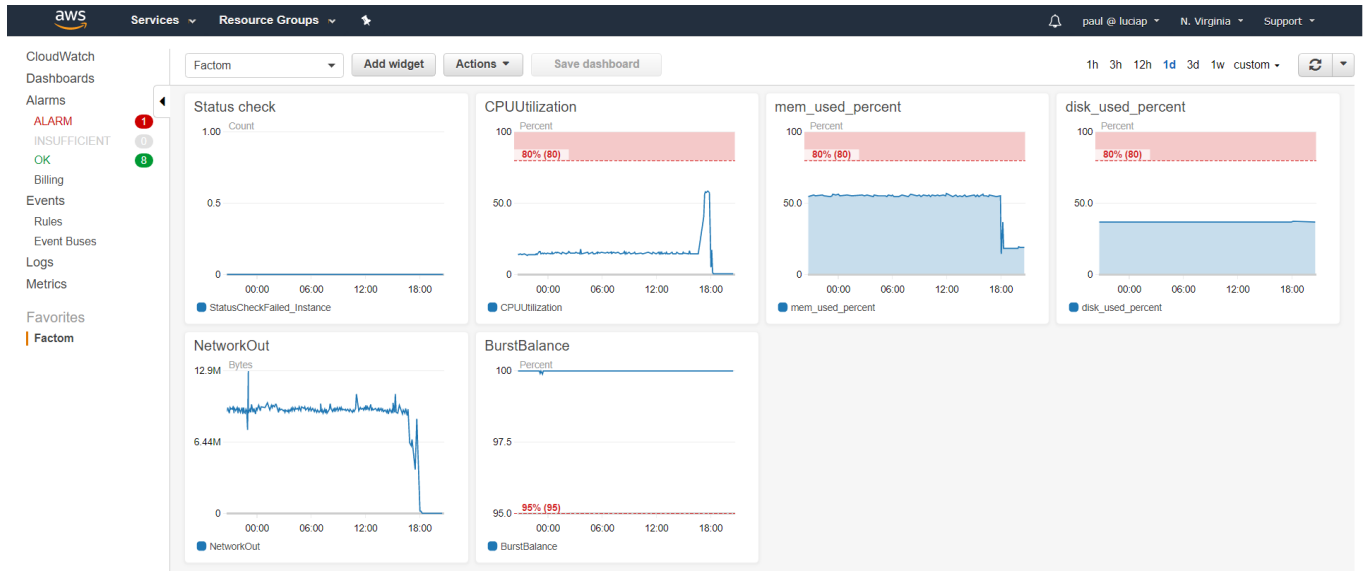 aws Services Resource Groups paul @ luciap N. Virginia Support
CloudWatch
Dashboards
Alarms
ALARM 1
INSUFFICIENT 0
OK 8
Billing
Events
Rules
Event Buses
Logs
Metrics
Favorites
Factom
Factom Add widget Actions Save dashboard 1h 3h 12h 1d 3d 1w custom
Status check
Count
1.00
0.5
0
00:00 06:00 12:00 18:00
StatusCheckFailed_Instance
CPUUtilization
Percent
100
80% (80)
50.0
0
00:00 06:00 12:00 18:00
CPUUtilization
mem_used_percent
Percent
100
80% (80)
50.0
0
00:00 06:00 12:00 18:00
mem_used_percent
disk_used_percent
Percent
100
80% (80)
50.0
0
00:00 06:00 12:00 18:00
disk_used_percent
NetworkOut
Bytes
12.9M
6.44M
0
00:00 06:00 12:00 18:00
NetworkOut
BurstBalance
Percent
100
97.5
95% (95)
95.0
00:00 06:00 12:00 18:00
BurstBalance